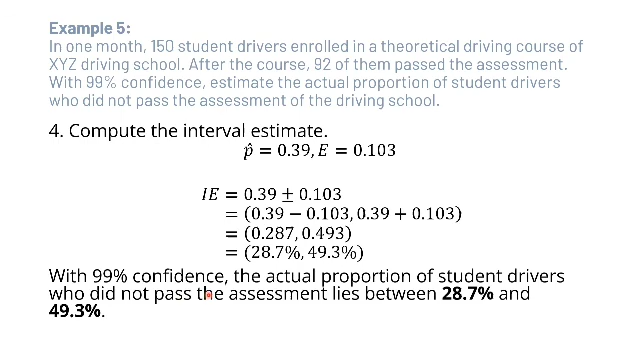 Example 5:
In one month, 150 student drivers enrolled in a theoretical driving course of
XYZ driving school. After the course, 92 of them passed the assessment.
With 99% confidence, estimate the actual proportion of student drivers
who did not pass the assessment of the driving school.
4. Compute the interval estimate.
p̂ = 0.39, E = 0.103
IE = 0.39 ± 0.103
= (0.39 − 0.103, 0.39 + 0.103)
= (0.287, 0.493)
= (28.7%, 49.3%)
With 99% confidence, the actual proportion of student drivers
who did not pass the assessment lies between 28.7% and
49.3%.